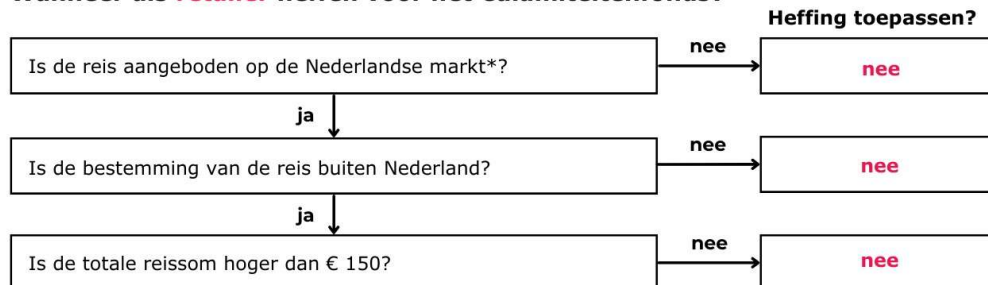 Heffing toepassen?
nee
Is de reis aangeboden op de Nederlandse markt*?
nee
ja
nee
Is de bestemming van de reis buiten Nederland?
nee
ja
nee
Is de totale reissom hoger dan € 150?
nee